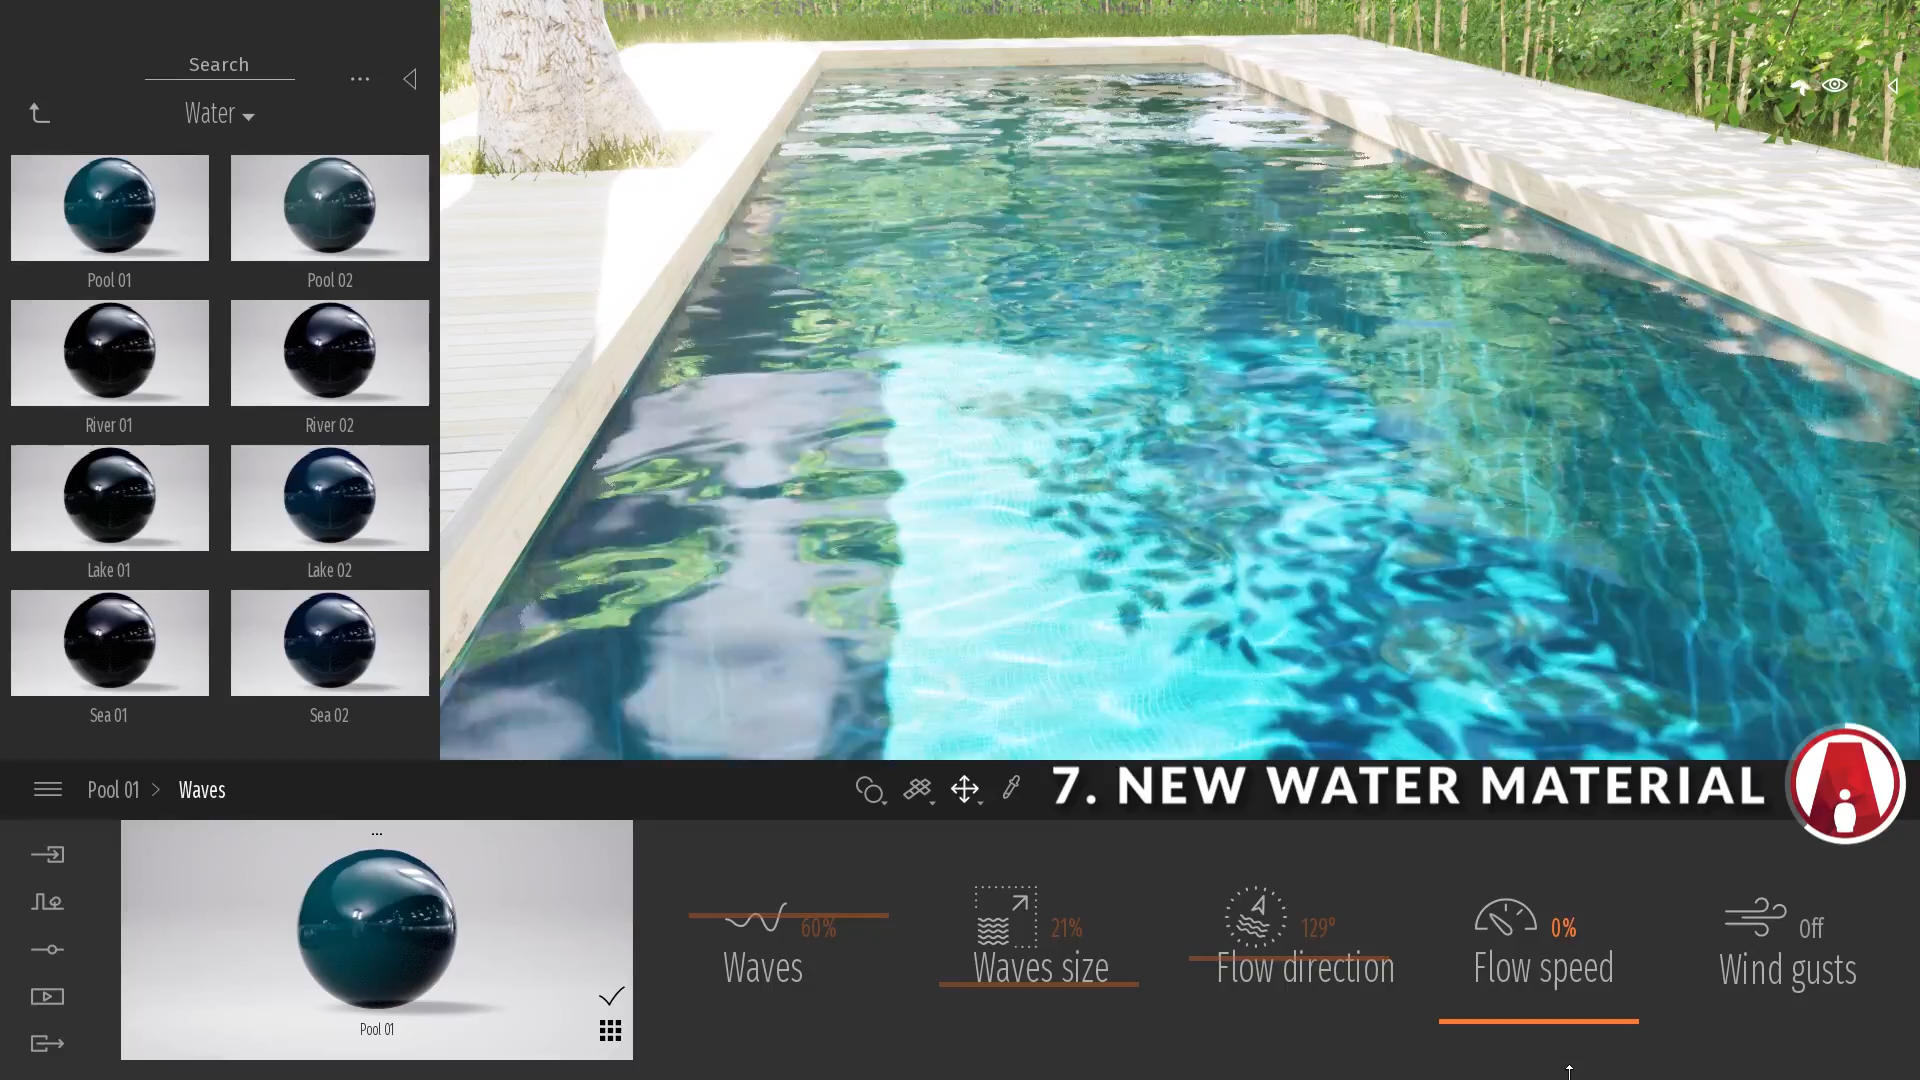 Search
...
Water
Pool 01
Pool 02
River 01
River 02
Lake 01
Lake 02
Sea 01
Sea 02
Pool 01 > Waves
7. NEW WATER MATERIAL
...
Pool 01
60%
Waves
21%
Waves size
129°
Flow direction
0%
Flow speed
Off
Wind gusts